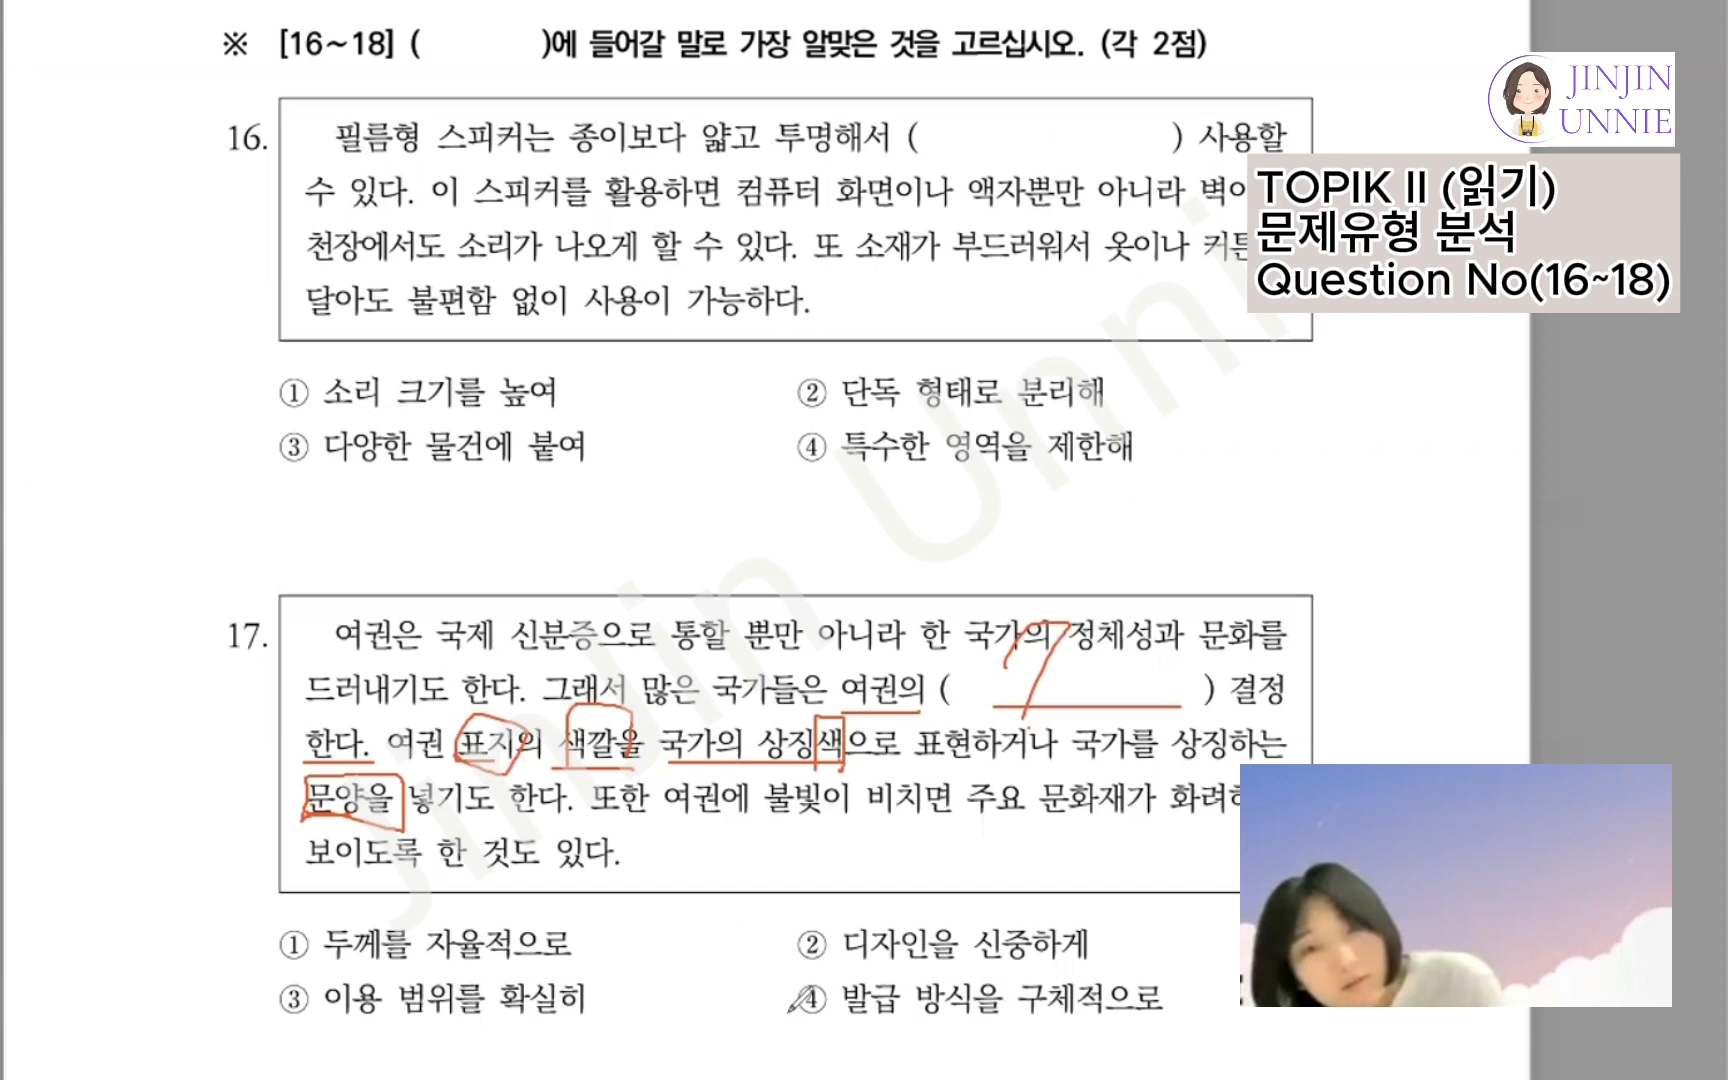 ※ [16~18] ( )에 들어갈 말로 가장 알맞은 것을 고르십시오. (각 2점)
JINJIN
UNNIE
TOPIK II (읽기)
문제유형 분석
Question No(16~18)
16. 필름형 스피커는 종이보다 얇고 투명해서 ( ) 사용할
수 있다. 이 스피커를 활용하면 컴퓨터 화면이나 액자뿐만 아니라 벽이
천장에서도 소리가 나오게 할 수 있다. 또 소재가 부드러워서 옷이나 커튼
달아도 불편함 없이 사용이 가능하다.
① 소리 크기를 높여
② 단독 형태로 분리해
③ 다양한 물건에 붙여
④ 특수한 영역을 제한해
17. 여권은 국제 신분증으로 통할 뿐만 아니라 한 국가의 정체성과 문화를
드러내기도 한다. 그래서 많은 국가들은 여권의 ( ) 결정
한다. 여권 표지의 색깔을 국가의 상징색으로 표현하거나 국가를 상징하는
문양을 넣기도 한다. 또한 여권에 불빛이 비치면 주요 문화재가
보이도록 한 것도 있다.
① 두께를 자율적으로
② 디자인을 신중하게
③ 이용 범위를 확실히
④ 발급 방식을 구체적으로
Jinjin Unni